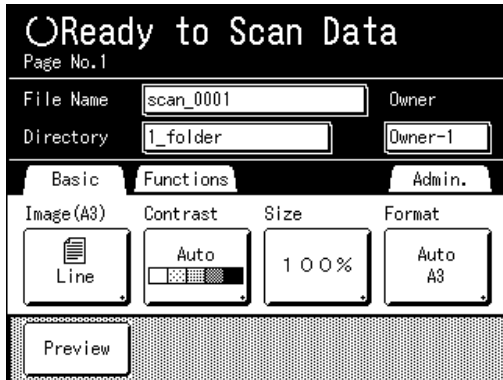 Ready to Scan Data
Page No.1
File Name scan_0001 Owner
Directory 1_folder Owner-1
Basic Functions Admin.
Image(A3) Contrast Size Format
Line Auto 100% Auto A3
Preview